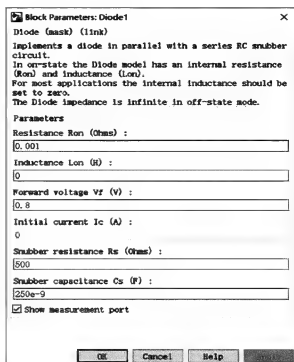 Block Parameters: Diode1
Diode (mask) (link)
Implements a diode in parallel with a series RC snubber
circuit.
In on-state the Diode model has an internal resistance
(Ron) and inductance (Lon).
For most applications the internal inductance should be
set to zero.
The Diode impedance is infinite in off-state mode.
Parameters
Resistance Ron (Ohms) :
0.001
Inductance Lon (H) :
0
Forward voltage Vf (V) :
0.8
Initial current Ic (A) :
0
Snubber resistance Rs (Ohms) :
500
Snubber capacitance Cs (F) :
250e-9
Show measurement port
OK Cancel Help